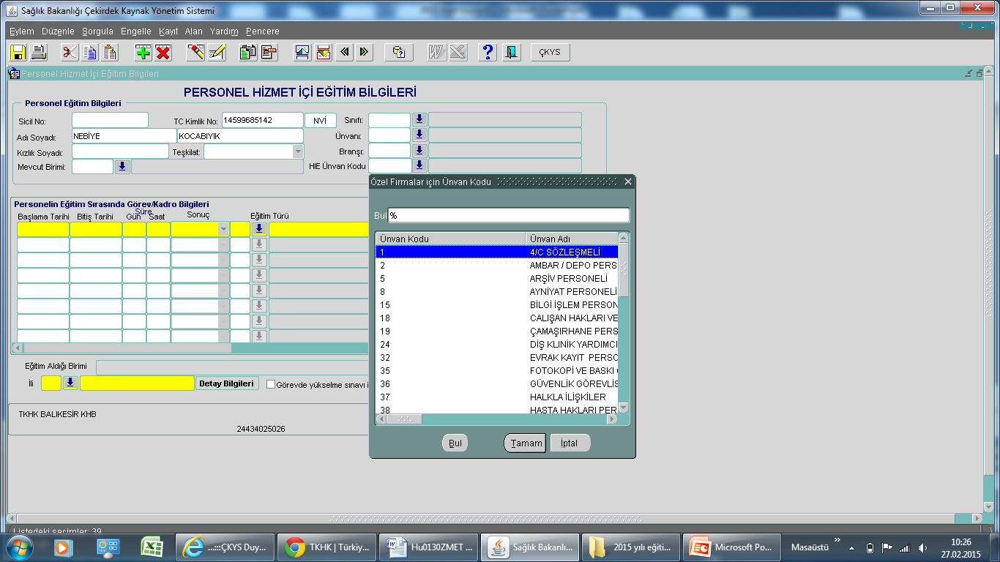 Sağlık Bakanlığı Çekirdek Kaynak Yönetim Sistemi
Eylem Düzenle Sorgula Engelle Kayıt Alan Yardım Pencere
ÇKYS
Personel Hizmet İçi Eğitim Bilgileri
PERSONEL HİZMET İÇİ EĞİTİM BİLGİLERİ
Personel Eğitim Bilgileri
Sicil No: TC Kimlik No: 14599685142 NVİ Sınıfı:
Adı Soyadı: NEBİYE KOCABIYIK Ünvanı:
Kızlık Soyadı: Teşkilat: Branşı:
Mevcut Birimi: HIE Ünvan Kodu
Özel Firmalar için Ünvan Kodu
Bul %
Ünvan Kodu Ünvan Adı
1 4/C SÖZLEŞMELİ
2 AMBAR / DEPO PERS
5 ARŞİV PERSONELİ
8 AYNİYAT PERSONELİ
15 BİLGİ İŞLEM PERSON
18 CALIŞAN HAKLARI VE
19 ÇAMAŞIRHANE PERS
24 DİŞ KLINİK YARDIMCI
32 EVRAK KAYIT PERSO
35 FOTOKOPİ VE BASKI
36 GÜVENLİK GÖREVLİS
37 HALKLA İLİŞKİLER
38 HASTA HAKLARI PER
Bul Tamam İptal
Personelin Eğitim Sırasında Görev/Kadro Bilgileri
Süre
Başlama Tarihi Bitiş Tarihi Gün Saat Sonuç Eğitim Türü
Eğitim Aldığı Birimi
İli Detay Bilgileri Görevde yükselme sınavı i
TKHK BALIKESİR KHB
24434025026
Listedeki seçimler: 39
...:::ÇKYS Duy... TKHK | Türkiy... Hu0130ZMET ... Sağlık Bakanlı... 2015 yılı eğiti... Microsoft Po... Masaüstü
10:26
27.02.2015